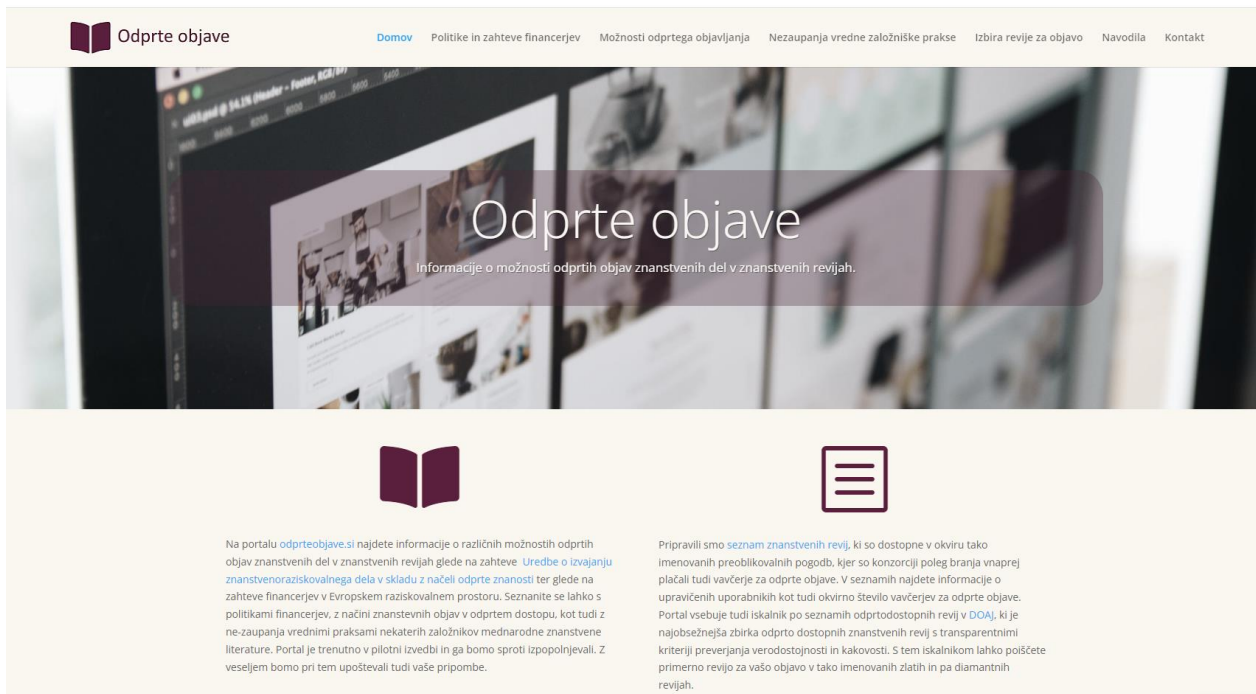 Odprte objave
Domov Politike in zahteve financerjev Možnosti odprtega objavljanja Nezaupanja vredne založniške prakse Izbira revije za objavo Navodila Kontakt
Odprte objave
Informacije o možnosti odprtih objav znanstvenih del v znanstvenih revijah.
Na portalu odprteobjave.si najdete informacije o različnih možnostih odprtih
objav znanstvenih del v znanstvenih revijah glede na zahteve Uredbe o izvajanju
znanstvenoraziskovalnega dela v skladu z načeli odprte znanosti ter glede na
zahteve financerjev v Evropskem raziskovalnem prostoru. Seznanite se lahko s
politikami financerjev, z načini znanstevnih objav v odprtem dostopu, kot tudi z
ne-zaupanja vrednimi praksami nekaterih založnikov mednarodne znanstvene
literature. Portal je trenutno v pilotni izvedbi in ga bomo sproti izpopolnjevali. Z
veseljem bomo pri tem upoštevali tudi vaše pripombe.
Pripravili smo seznam znanstvenih revij, ki so dostopne v okviru tako
imenovanih preoblikovalnih pogodb, kjer so konzorciji poleg branja vnaprej
plačali tudi vavčerje za odprte objave. V seznamih najdete informacije o
upravičenih uporabnikih kot tudi okvirno število vavčerjev za odprte objave.
Portal vsebuje tudi iskalnik po seznamih odprtodostopnih revij v DOAJ, ki je
najobsežnejša zbirka odprto dostopnih znanstvenih revij s transparentnimi
kriteriji preverjanja verodostojnosti in kakovosti. S tem iskalnikom lahko poiščete
primerno revijo za vašo objavo v tako imenovanih zlatih in pa diamantnih
revijah.